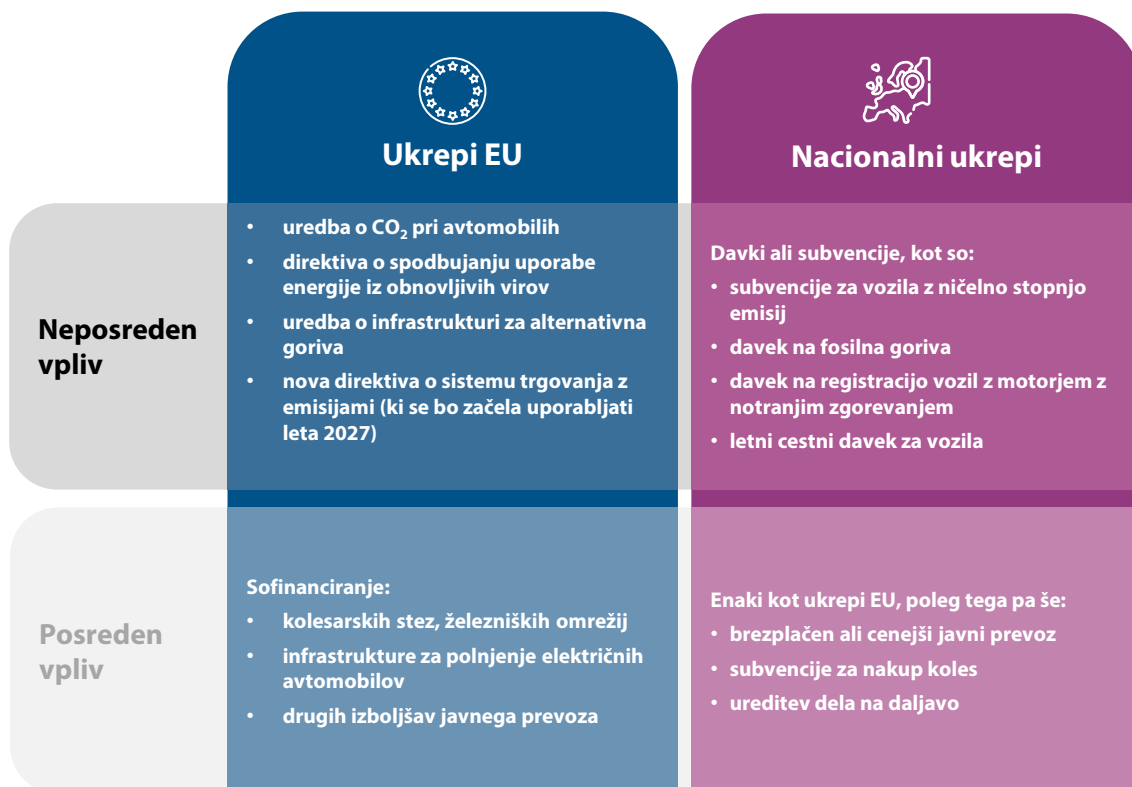 Ukrepi EU
Nacionalni ukrepi
Neposreden
vpliv
• uredba o CO₂ pri avtomobilih
• direktiva o spodbujanju uporabe
energije iz obnovljivih virov
• uredba o infrastrukturi za alternativna
goriva
• nova direktiva o sistemu trgovanja z
emisijami (ki se bo začela uporabljati
leta 2027)
Davki ali subvencije, kot so:
• subvencije za vozila z ničelno stopnjo
emisij
• davek na fosilna goriva
• davek na registracijo vozil z motorjem z
notranjim zgorevanjem
• letni cestni davek za vozila
Posreden
vpliv
Sofinanciranje:
• kolesarskih stez, železniških omrežij
• infrastrukture za polnjenje električnih
avtomobilov
• drugih izboljšav javnega prevoza
Enaki kot ukrepi EU, poleg tega pa še:
• brezplačen ali cenejši javni prevoz
• subvencije za nakup koles
• ureditev dela na daljavo